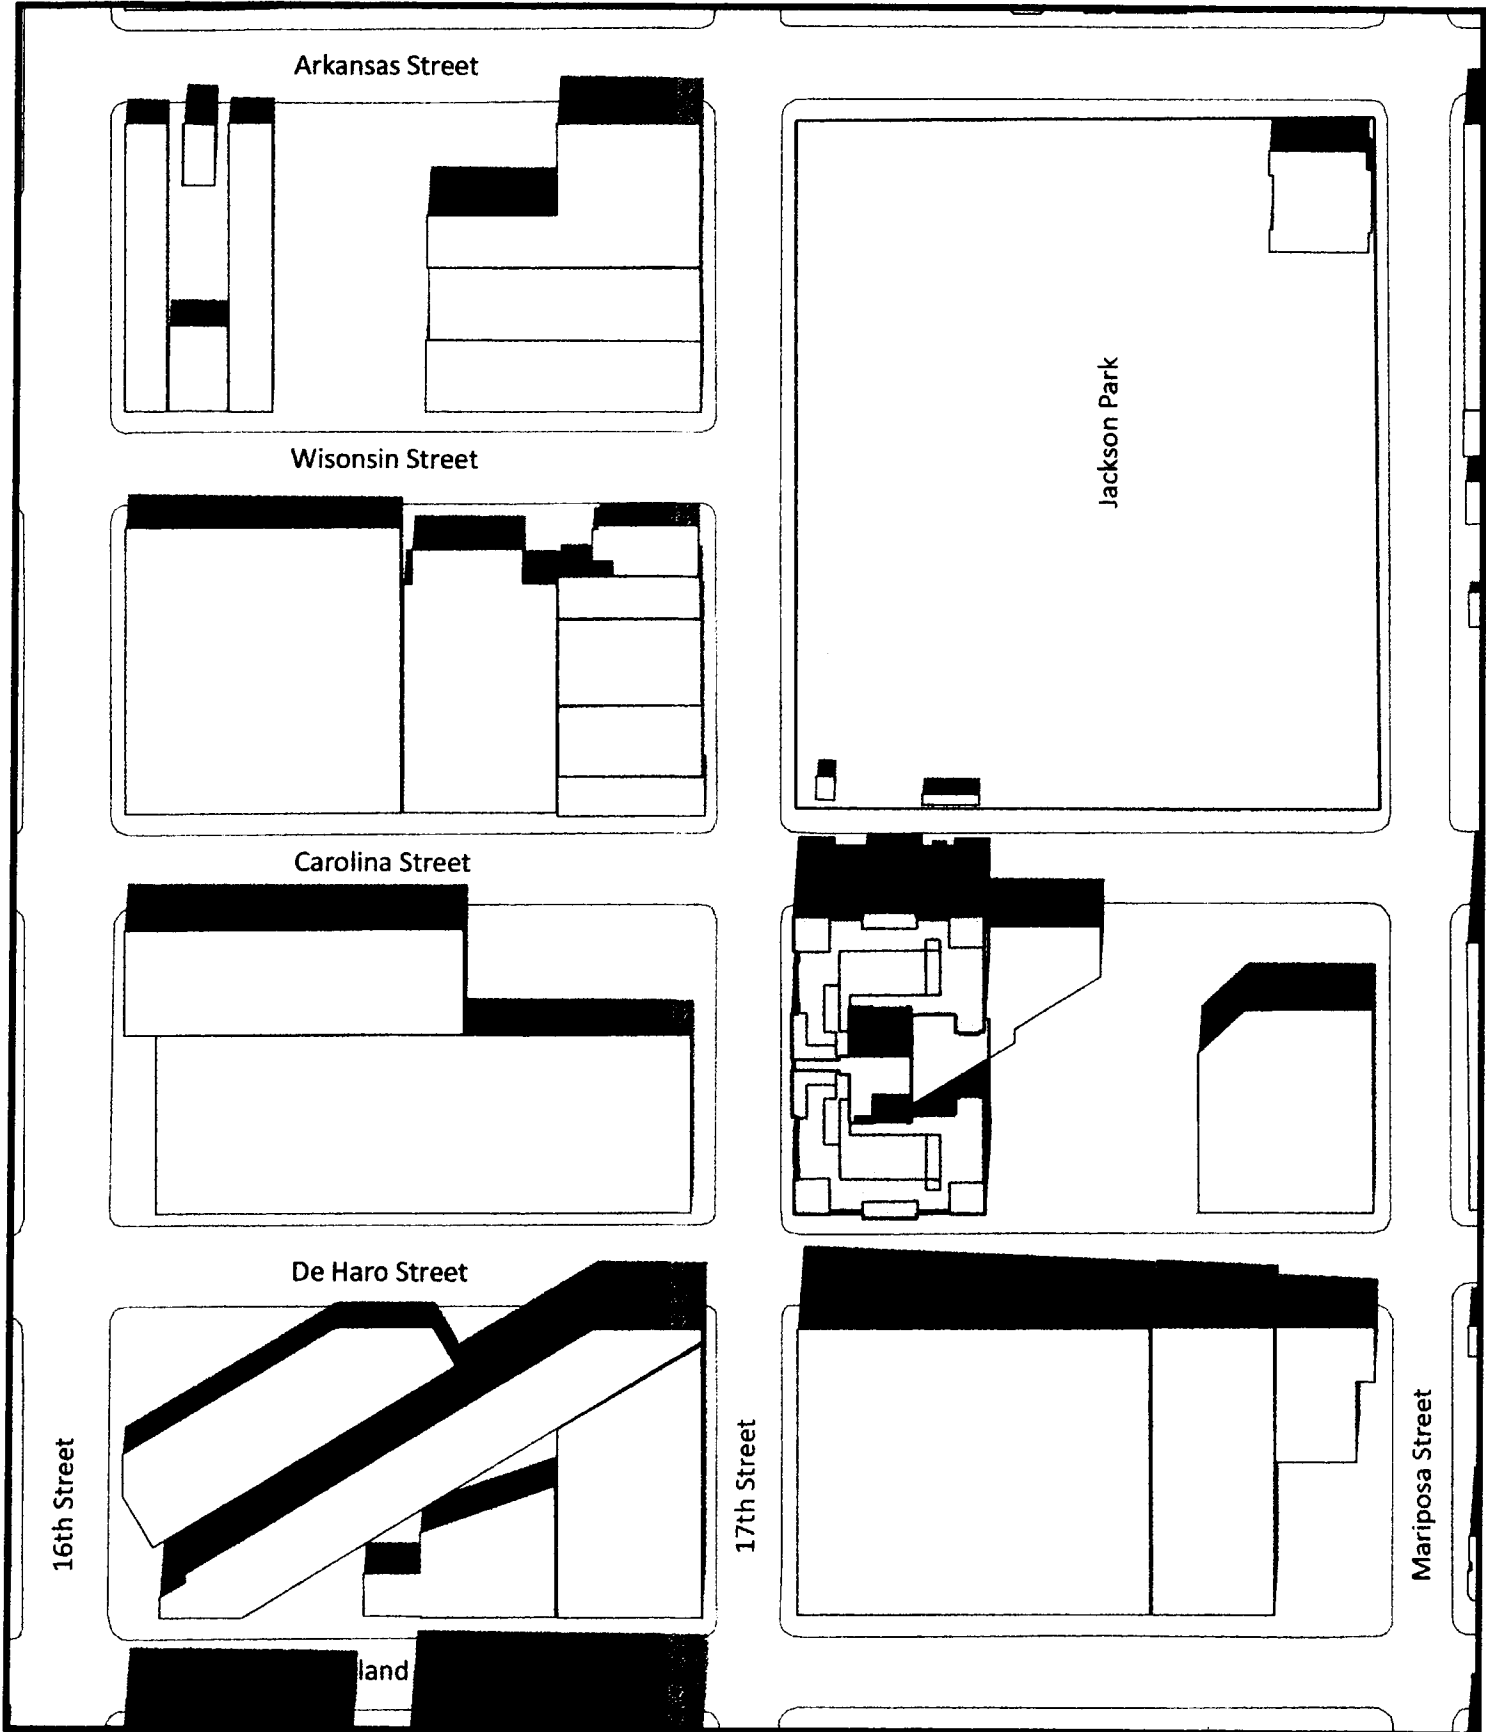 Arkansas Street
Jackson Park
Wisonsin Street
Carolina Street
De Haro Street
16th Street
17th Street
Mariposa Street
land